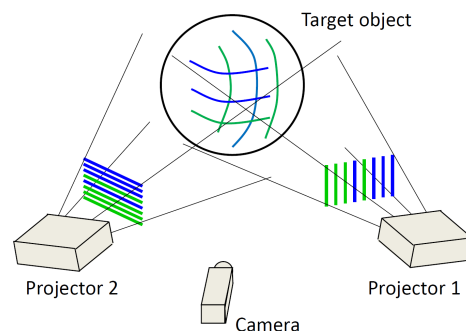 Target object
Projector 2
Projector 1
Camera